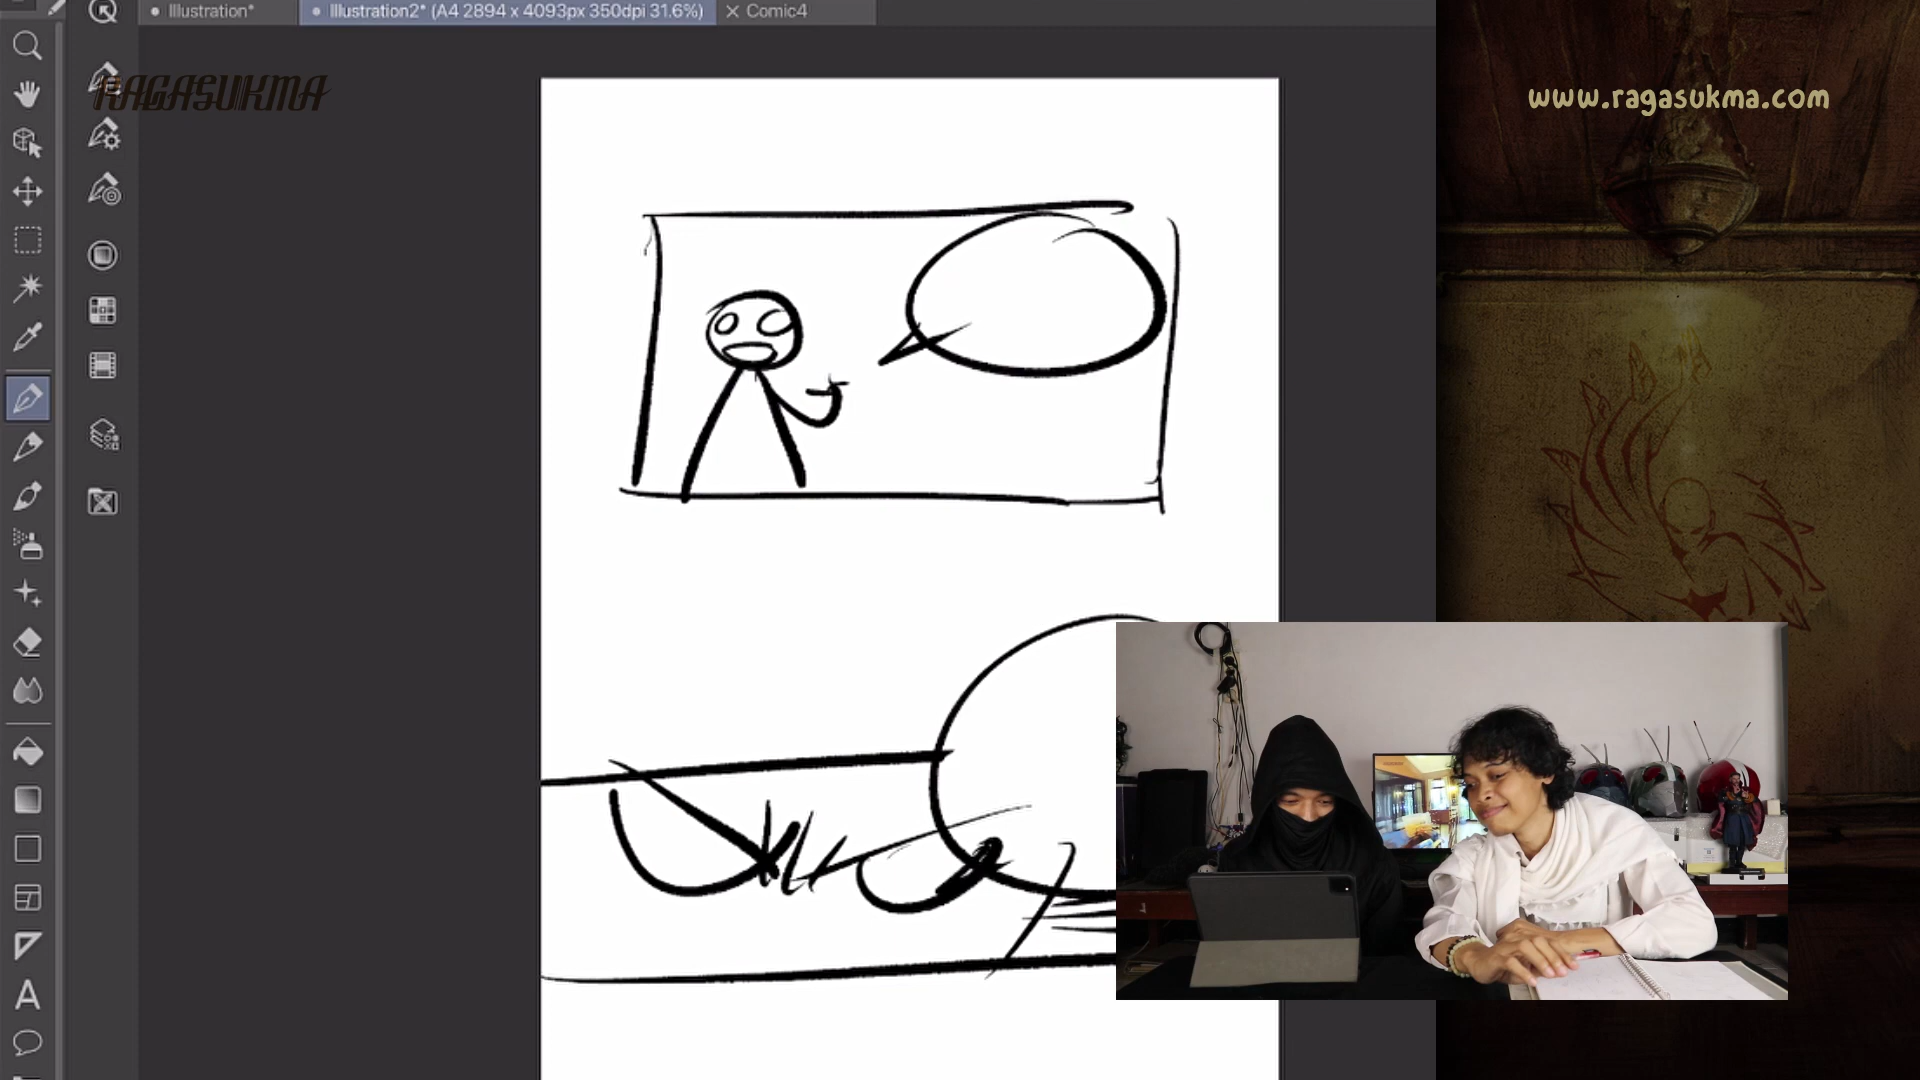 Illustration*
Illustration2* (A4 2894 x 4093px 350dpi 31.6%)
Comic4
RAGASUKMA
www.ragasukma.com
A